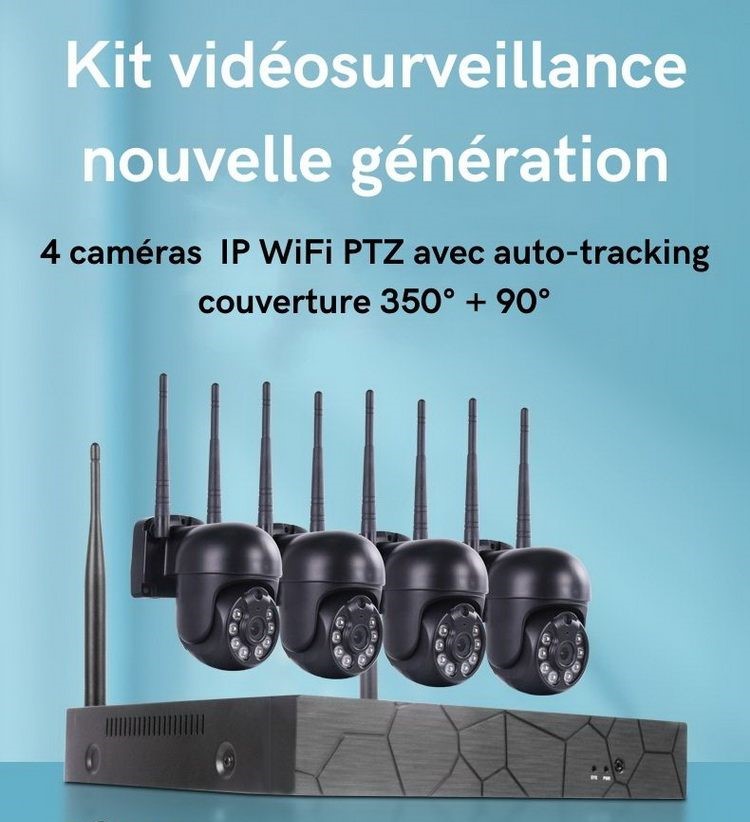 Kit vidéosurveillance
nouvelle génération
4 caméras IP WiFi PTZ avec auto-tracking
couverture 350° + 90°